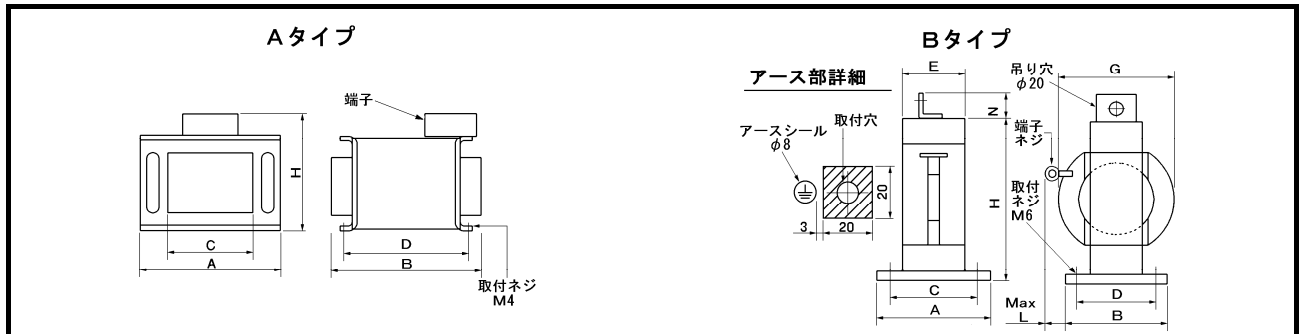 Aタイプ
端子
H
C
A
D
B
取付ネジ
M4
Bタイプ
アース部詳細
アースシール
φ8
取付穴
20
3
20
E
N
H
C
A
吊り穴
φ20
G
端子
ネジ
取付
ネジ
M6
D
B
Max
L